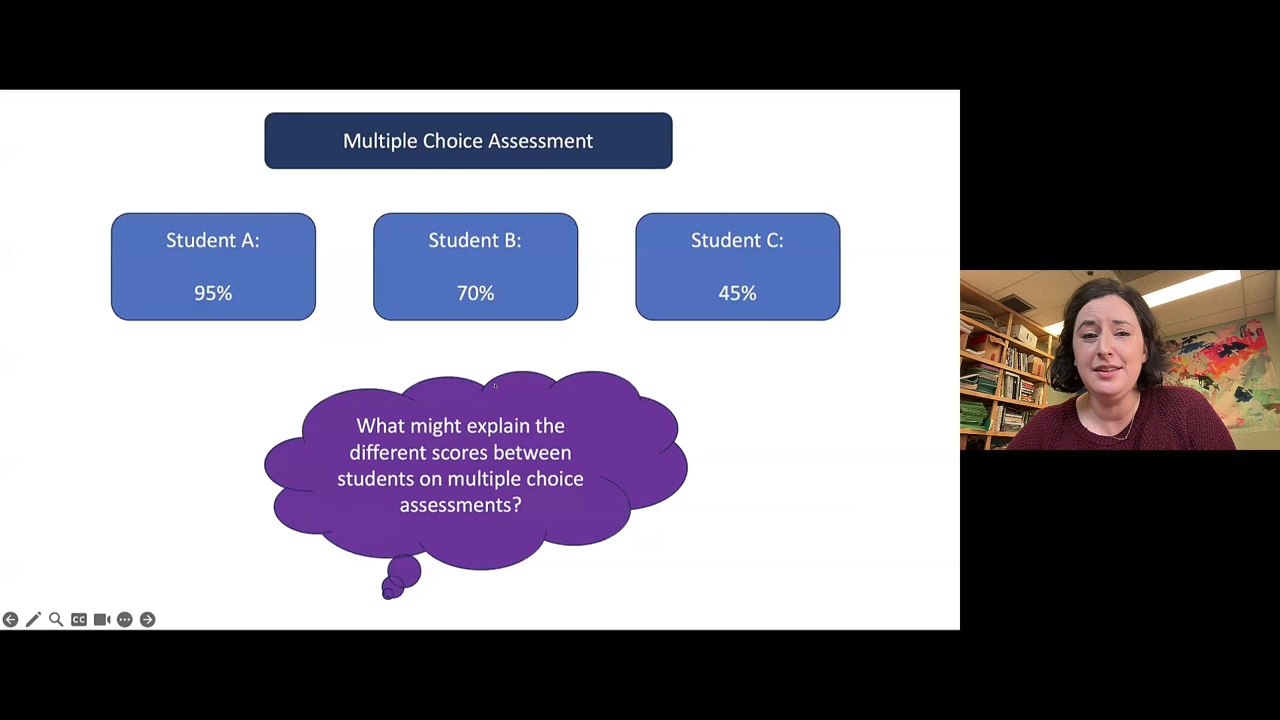 Multiple Choice Assessment
Student A:
95%
Student B:
70%
Student C:
45%
What might explain the
different scores between
students on multiple choice
assessments?
CC